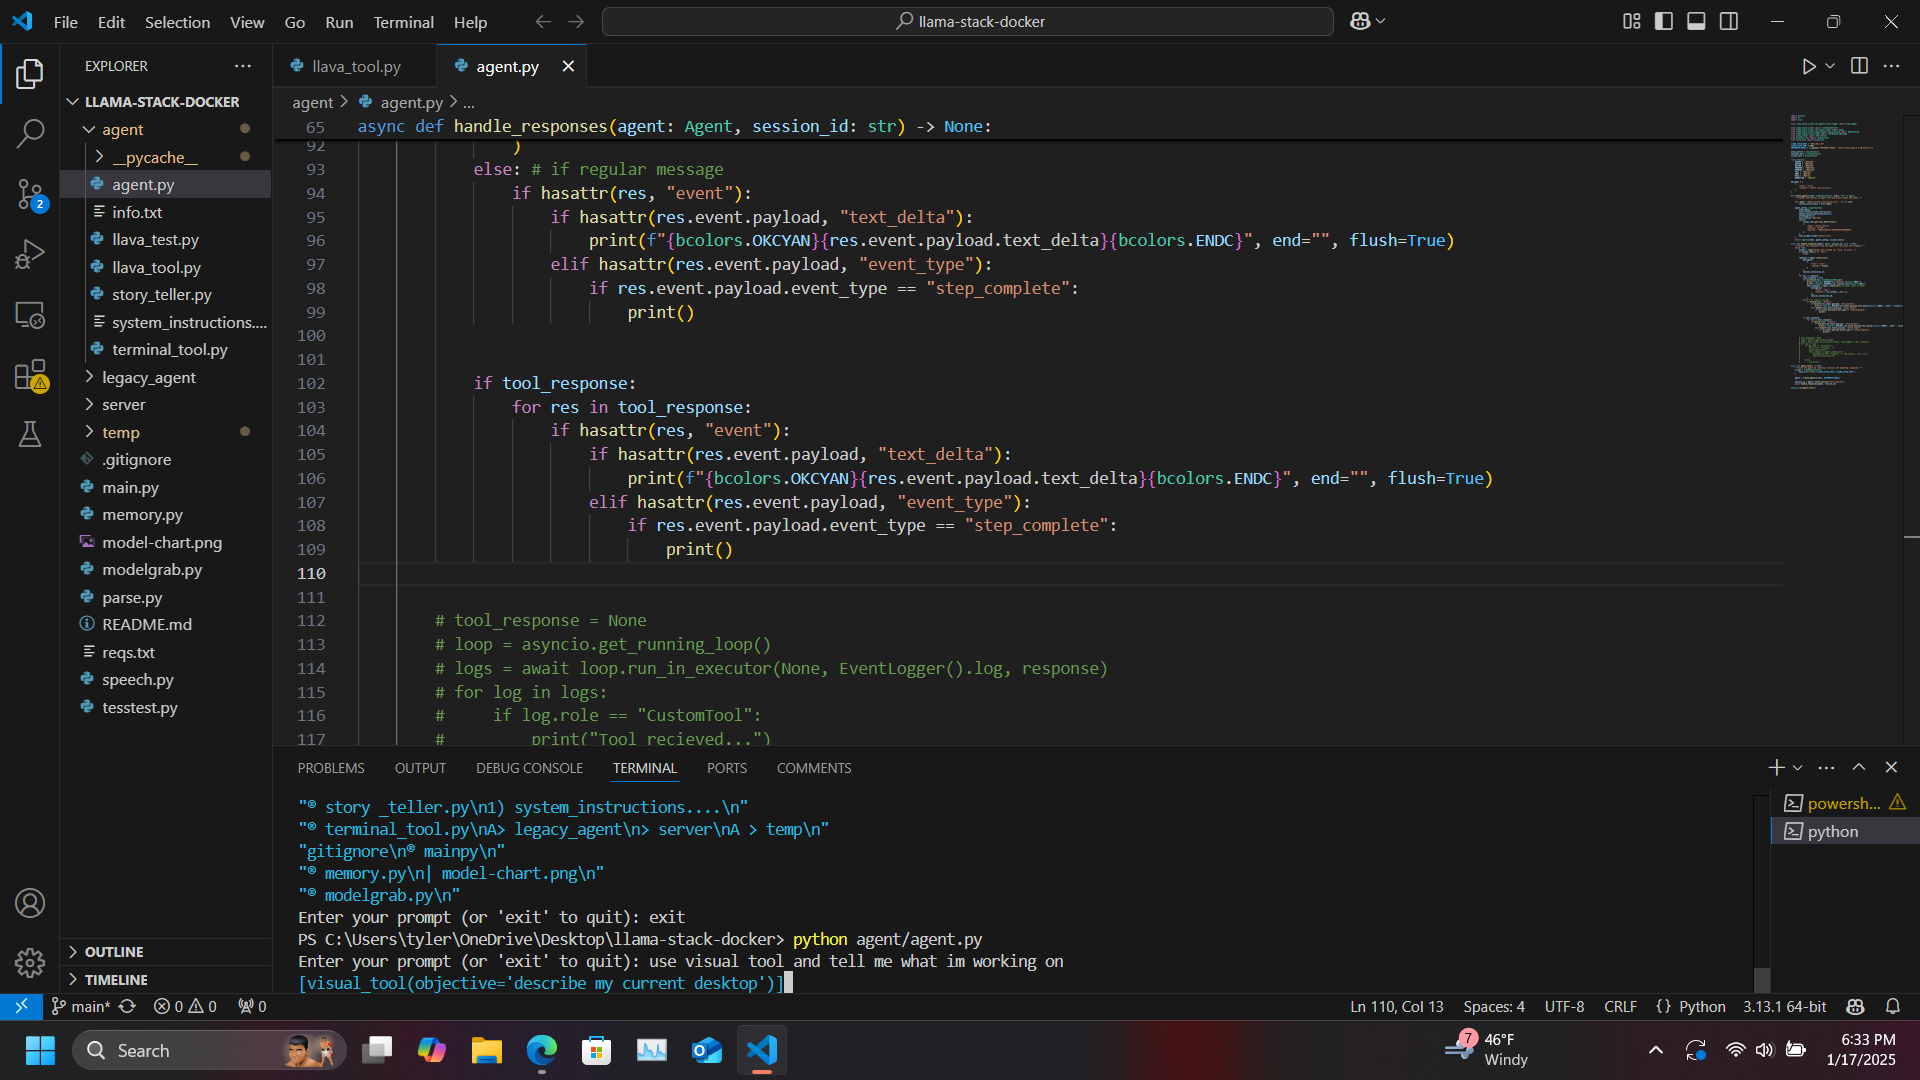 File Edit Selection View Go Run Terminal Help
llama-stack-docker
EXPLORER
LLAMA-STACK-DOCKER
agent
__pycache__
agent.py
info.txt
llava_test.py
llava_tool.py
story_teller.py
system_instructions....
terminal_tool.py
legacy_agent
server
temp
.gitignore
main.py
memory.py
model-chart.png
modelgrab.py
parse.py
README.md
reqs.txt
speech.py
tesstest.py
OUTLINE
TIMELINE
2
llava_tool.py
agent.py
agent > agent.py > ...
65 async def handle_responses(agent: Agent, session_id: str) -> None:
92 )
93 else: # if regular message
94 if hasattr(res, "event"):
95 if hasattr(res.event.payload, "text_delta"):
96 print(f"{bcolors.OKCYAN}{res.event.payload.text_delta}{bcolors.ENDC}", end="", flush=True)
97 elif hasattr(res.event.payload, "event_type"):
98 if res.event.payload.event_type == "step_complete":
99 print()
100
101
102 if tool_response:
103 for res in tool_response:
104 if hasattr(res, "event"):
105 if hasattr(res.event.payload, "text_delta"):
106 print(f"{bcolors.OKCYAN}{res.event.payload.text_delta}{bcolors.ENDC}", end="", flush=True)
107 elif hasattr(res.event.payload, "event_type"):
108 if res.event.payload.event_type == "step_complete":
109 print()
110
111
112 # tool_response = None
113 # loop = asyncio.get_running_loop()
114 # logs = await loop.run_in_executor(None, EventLogger().log, response)
115 # for log in logs:
116 # if log.role == "CustomTool":
117 # print("Tool recieved...")
PROBLEMS OUTPUT DEBUG CONSOLE TERMINAL PORTS COMMENTS
"® story _teller.py\n1) system_instructions....\n"
"® terminal_tool.py\nA> legacy_agent\n> server\nA > temp\n"
"gitignore\n® mainpy\n"
"® memory.py\n| model-chart.png\n"
"® modelgrab.py\n"
Enter your prompt (or 'exit' to quit): exit
PS C:\Users\tyler\OneDrive\Desktop\llama-stack-docker> python agent/agent.py
Enter your prompt (or 'exit' to quit): use visual tool and tell me what im working on
[visual_tool(objective='describe my current desktop')]
powersh...
python
main* 0 0 0
Ln 110, Col 13 Spaces: 4 UTF-8 CRLF {} Python 3.13.1 64-bit
Search
7
46°F
Windy
6:33 PM
1/17/2025